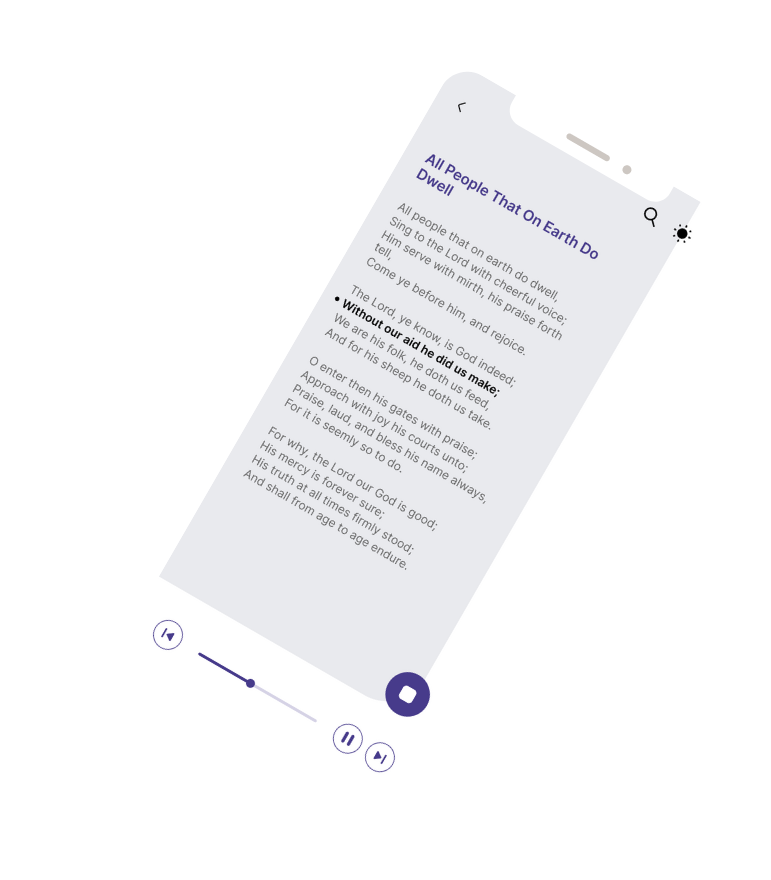 All People That On Earth Do
Dwell
All people that on earth do dwell,
Sing to the Lord with cheerful voice;
Him serve with mirth, his praise forth
tell,
Come ye before him, and rejoice.
The Lord, ye know, is God indeed;
• Without our aid he did us make;
We are his folk, he doth us feed,
And for his sheep he doth us take.
O enter then his gates with praise;
Approach with joy his courts unto;
Praise, laud, and bless his name always,
For it is seemly so to do.
For why, the Lord our God is good;
His mercy is forever sure;
His truth at all times firmly stood;
And shall from age to age endure.